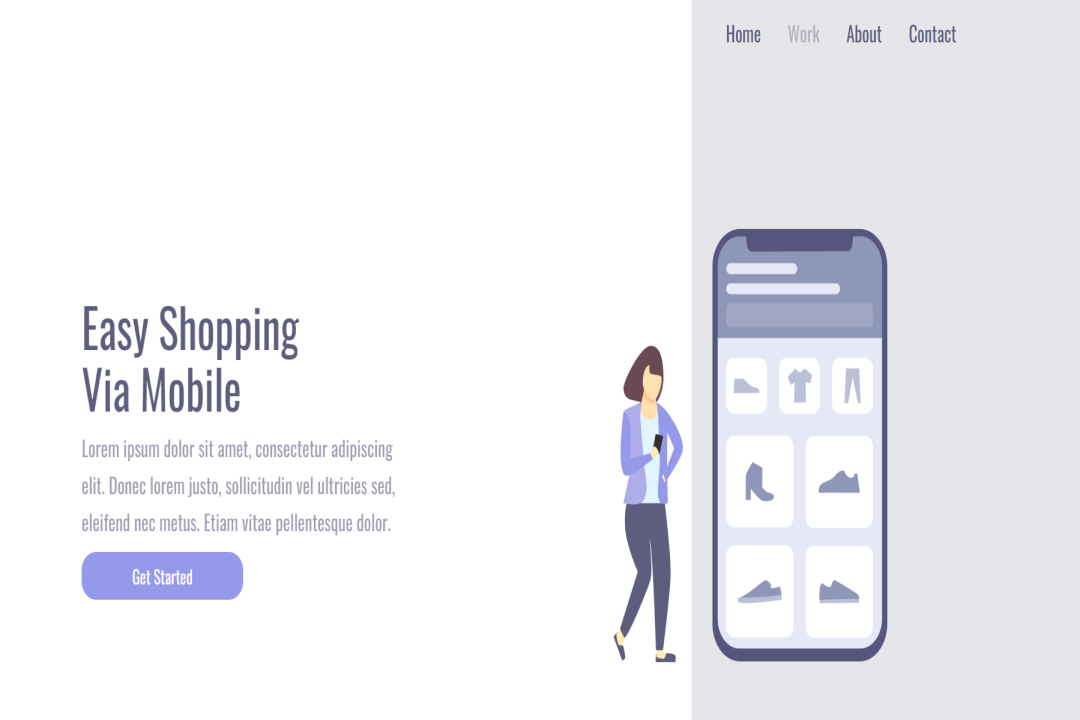 Home Work About Contact
Easy Shopping
Via Mobile
Lorem ipsum dolor sit amet, consectetur adipiscing
elit. Donec lorem justo, sollicitudin vel ultricies sed,
eleifend nec metus. Etiam vitae pellentesque dolor.
Get Started